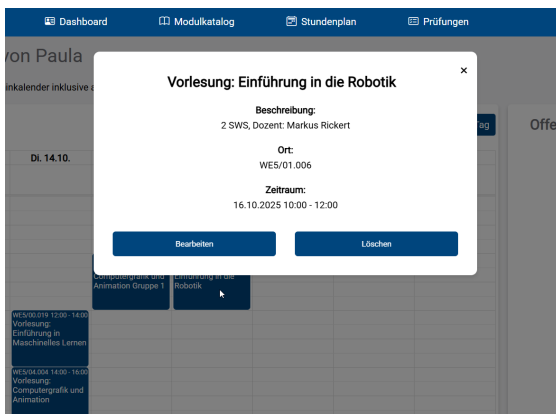 Dashboard
Modulkatalog
Stundenplan
Prüfungen
von Paula
inkalender inklusive
Tag
Offe
Di. 14.10.
×
Vorlesung: Einführung in die Robotik
Beschreibung:
2 SWS, Dozent: Markus Rickert
Ort:
WE5/01.006
Zeitraum:
16.10.2025 10:00 - 12:00
Bearbeiten
Löschen
Computergrafik und
Animation Gruppe 1
Einführung in die
Robotik
WE5/00.019 12:00 - 14:00
Vorlesung:
Einführung in
Maschinelles Lernen
WE5/04.004 14:00 - 16:00
Vorlesung:
Computergrafik und
Animation